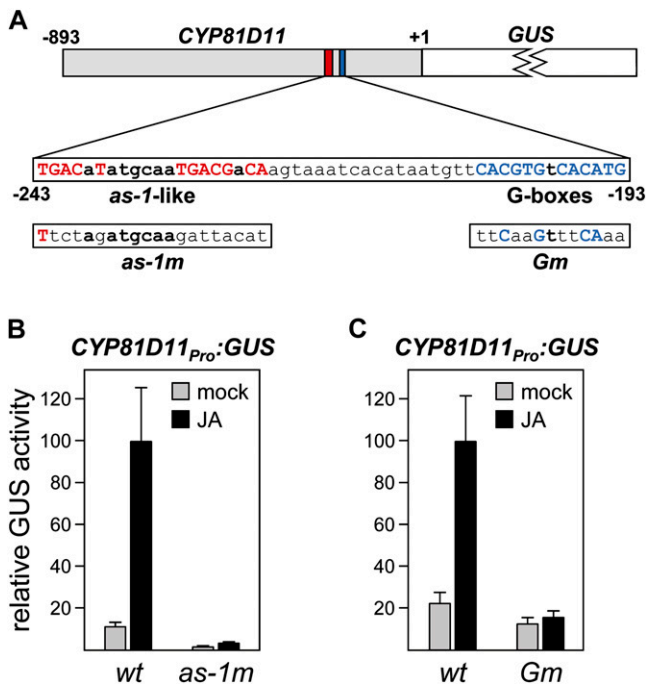 A
-893 CYP81D11 +1 GUS
TGACaTatgcaaTGACGaCAagtaaatcacataatgttCACGTGtCACATG
-243 as-1-like G-boxes -193
Ttctagatgcaagattacat ttCaaGtttCAaa
as-1m Gm
B C
CYP81D11Pro:GUS CYP81D11Pro:GUS
relative GUS activity
120
100
80
60
40
20
mock
JA
wt as-1m
120
100
80
60
40
20
mock
JA
wt Gm